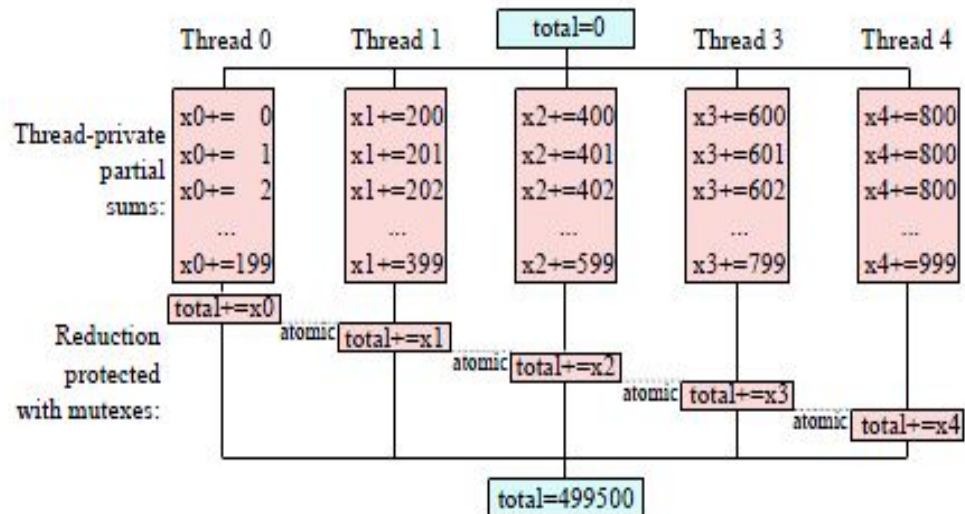 total=0
Thread 0 Thread 1 Thread 3 Thread 4
Thread-private
partial
sums:
x0+= 0 x1+=200 x2+=400 x3+=600 x4+=800
x0+= 1 x1+=201 x2+=401 x3+=601 x4+=800
x0+= 2 x1+=202 x2+=402 x3+=602 x4+=800
... ... ... ... ...
x0+=199 x1+=399 x2+=599 x3+=799 x4+=999
Reduction
protected
with mutexes:
total+=x0
atomic total+=x1
atomic total+=x2
atomic total+=x3
atomic total+=x4
total=499500